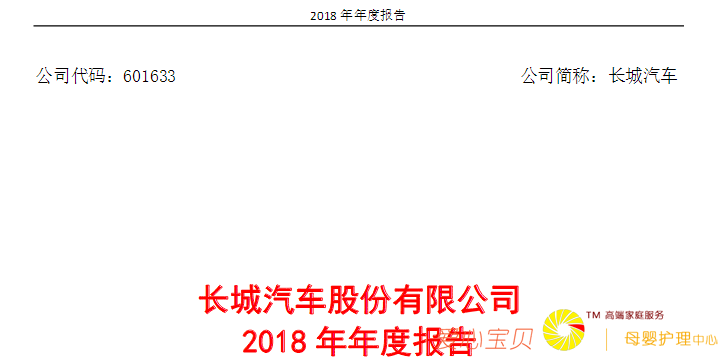 2018 年年度报告
公司代码：601633 公司简称：长城汽车
长城汽车股份有限公司
2018 年年度报告
爱心宝贝
TM 高端家庭服务
母婴护理中心